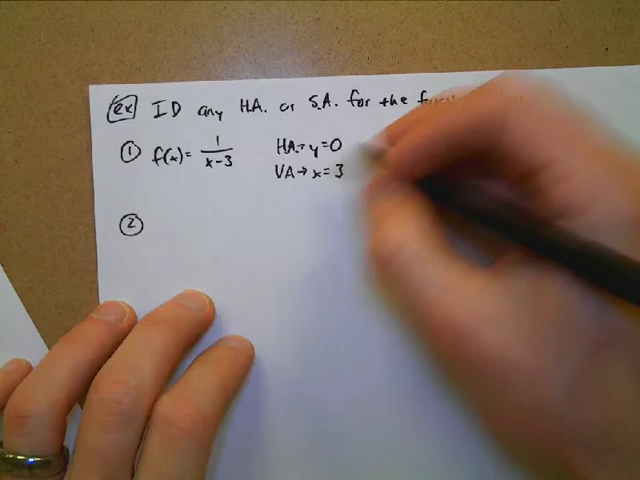 Ex ID any H.A. or S.A. for the
① f(x)= 1/(x-3) HA→ y=0
VA→ x=3
②